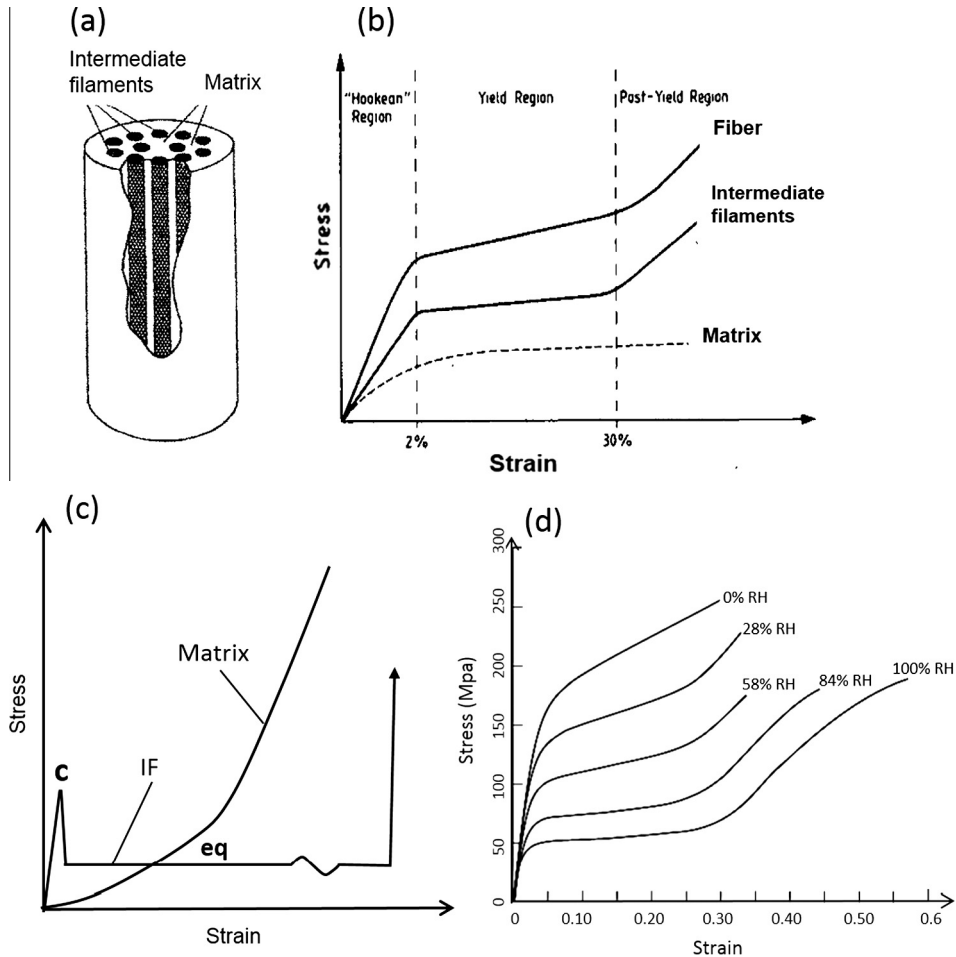 (a)
Intermediate
filaments
Matrix
(b)
"Hookean"
Region
Yield Region
Post-Yield Region
Fiber
Intermediate
filaments
Matrix
Stress
2%
30%
Strain
(c)
Stress
Matrix
c
IF
eq
Strain
(d)
Stress (Mpa)
300
250
200
150
100
50
0
0% RH
28% RH
58% RH
84% RH
100% RH
0
0.10
0.20
0.30
0.40
0.50
0.6
Strain